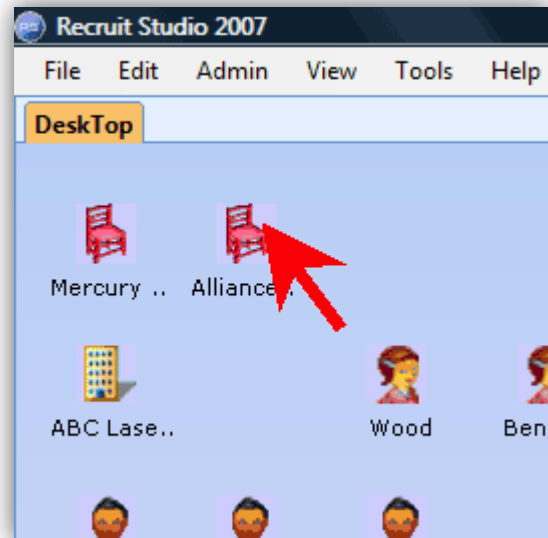 Recruit Studio 2007
File Edit Admin View Tools Help
DeskTop
Mercury .. Alliance..
ABC Lase.. Wood Ben